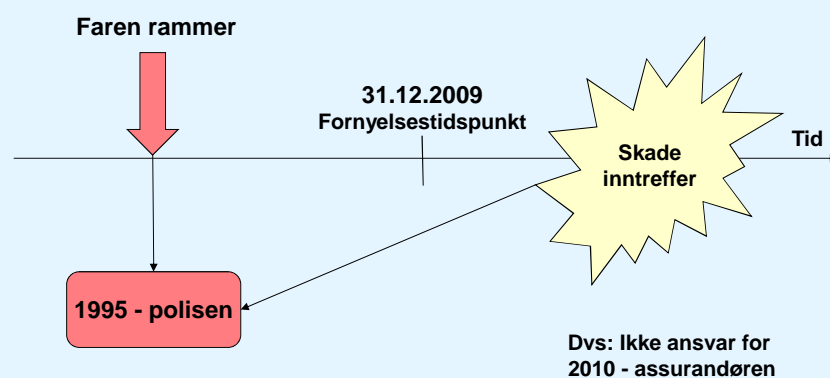 Faren rammer
31.12.2009
Fornyelsestidspunkt
Tid
Skade
inntreffer
1995 - polisen
Dvs: Ikke ansvar for
2010 - assurandøren